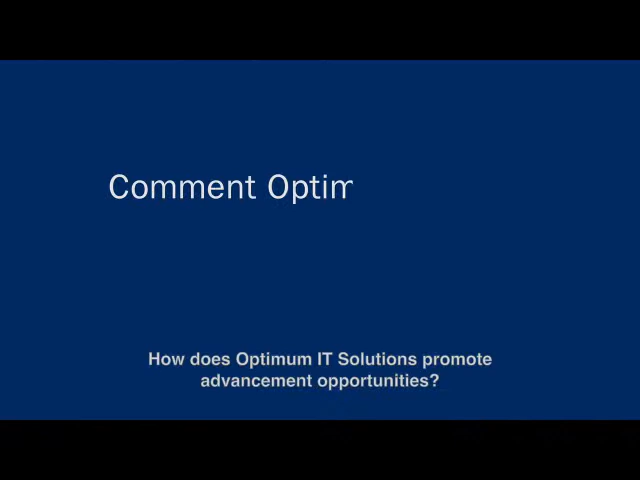 Comment Optim
How does Optimum IT Solutions promote
advancement opportunities?